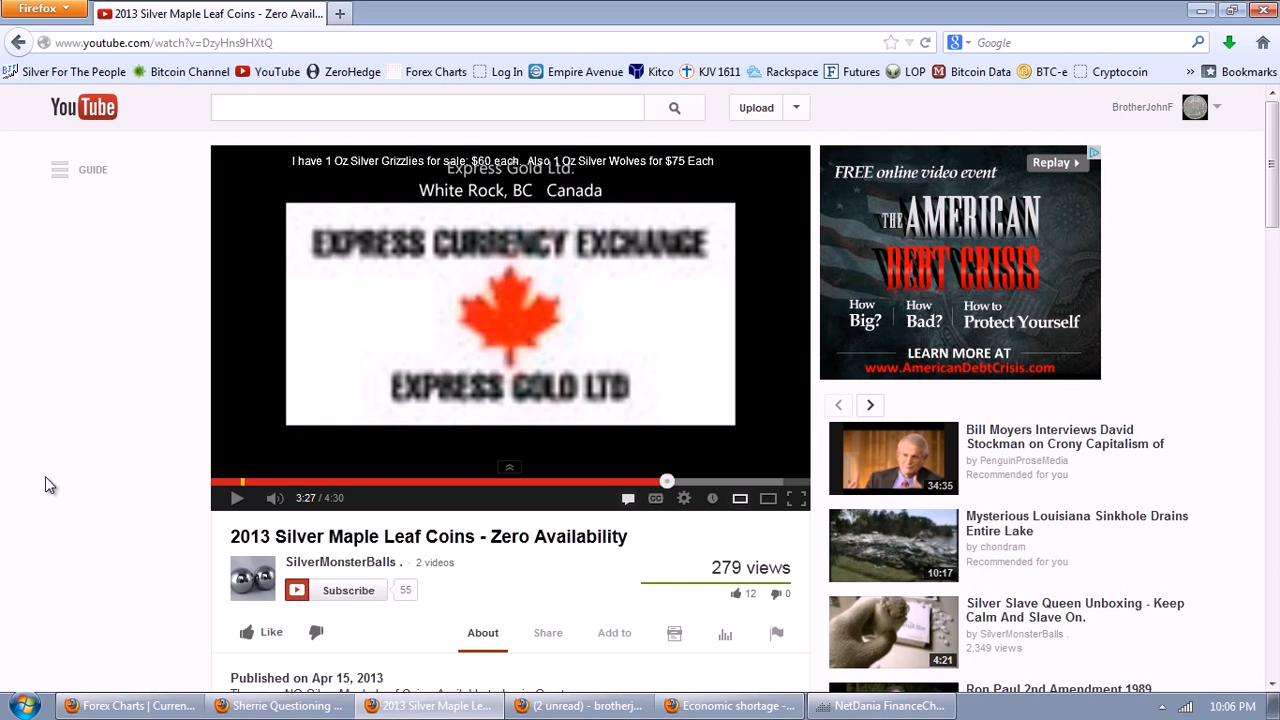 Firefox
2013 Silver Maple Leaf Coins - Zero Avail...
www.youtube.com/watch?v=DzyHns9HXtQ
Google
Silver For The People
Bitcoin Channel
YouTube
ZeroHedge
Forex Charts
Log In
Empire Avenue
Kitco
KJV 1611
Rackspace
Futures
LOP
Bitcoin Data
BTC-e
Cryptocoin
»
Bookmarks
YouTube
Upload
BrotherJohnF
GUIDE
I have 1 Oz Silver Grizzlies for sale: $60 each. Also 1 Oz Silver Wolves for $75 Each
Express Gold Ltd.
White Rock, BC Canada
EXPRESS CURRENCY EXCHANGE
EXPRESS GOLD LTD
3:27 / 4:30
2013 Silver Maple Leaf Coins - Zero Availability
SilverMonsterBalls . · 2 videos
Subscribe 55
279 views
12 0
Like
About
Share
Add to
Published on Apr 15, 2013
FREE online video event
Replay
THE AMERICAN
DEBT CRISIS
How Big?
How Bad?
How to Protect Yourself
LEARN MORE AT
www.AmericanDebtCrisis.com
Bill Moyers Interviews David
Stockman on Crony Capitalism of
by PenguinProseMedia
Recommended for you
34:35
Mysterious Louisiana Sinkhole Drains
Entire Lake
by chondram
Recommended for you
10:17
Silver Slave Queen Unboxing - Keep
Calm And Slave On.
by SilverMonsterBalls .
2,349 views
4:21
Ron Paul 2nd Amendment 1989
Forex Charts | Curren...
Sherrie Questioning ...
2013 Silver Maple Le...
(2 unread) - brotherj...
Economic shortage -...
NetDania FinanceCh...
10:06 PM